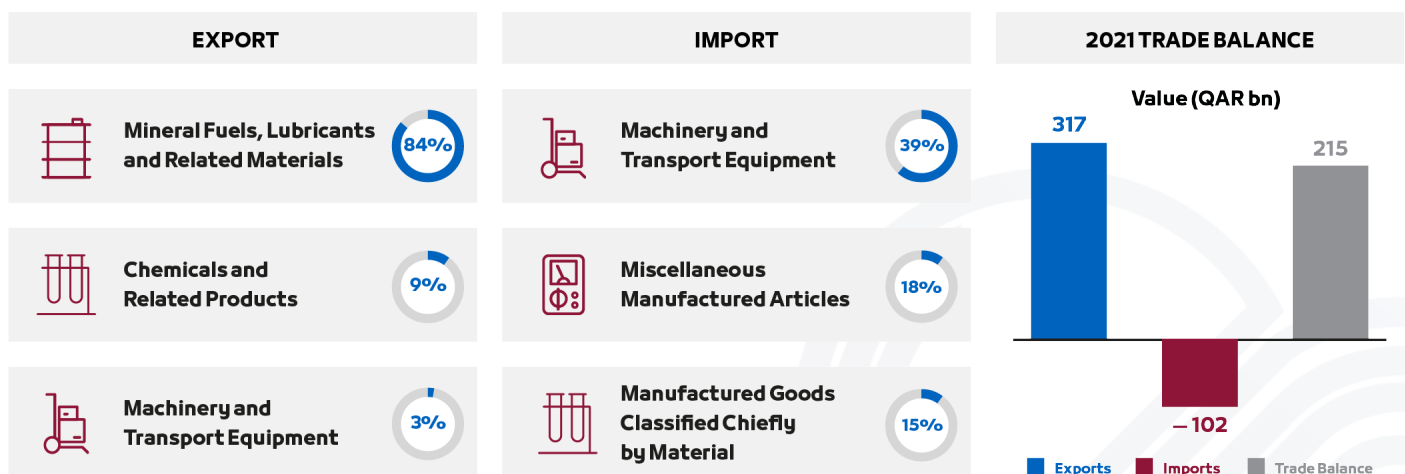 EXPORT
Mineral Fuels, Lubricants
and Related Materials
84%
Chemicals and
Related Products
9%
Machinery and
Transport Equipment
3%
IMPORT
Machinery and
Transport Equipment
39%
Miscellaneous
Manufactured Articles
18%
Manufactured Goods
Classified Chiefly
by Material
15%
2021 TRADE BALANCE
Value (QAR bn)
317
215
– 102
Exports
Imports
Trade Balance